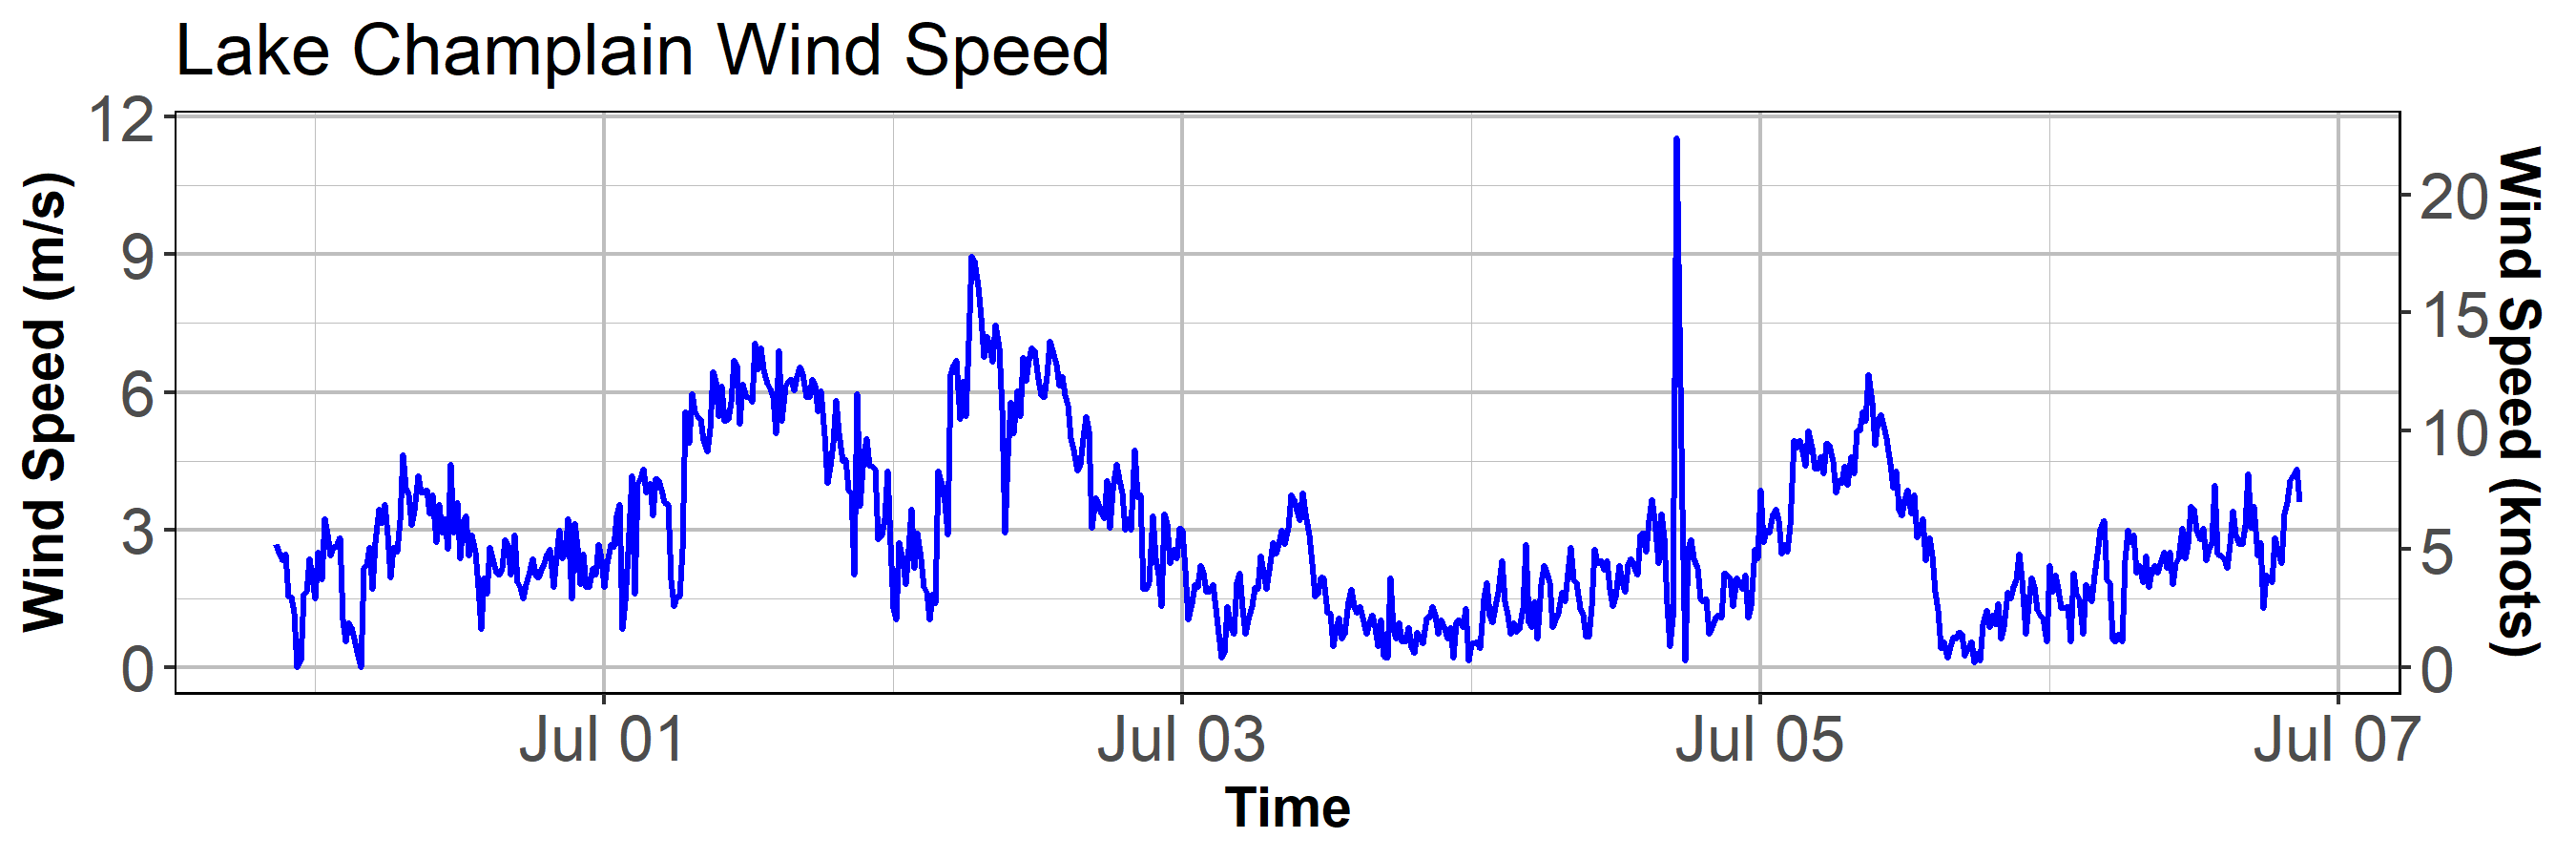 Lake Champlain Wind Speed
Wind Speed (m/s)
12
9
6
3
0
Wind Speed (knots)
20
15
10
5
0
Jul 01
Jul 03
Jul 05
Jul 07
Time